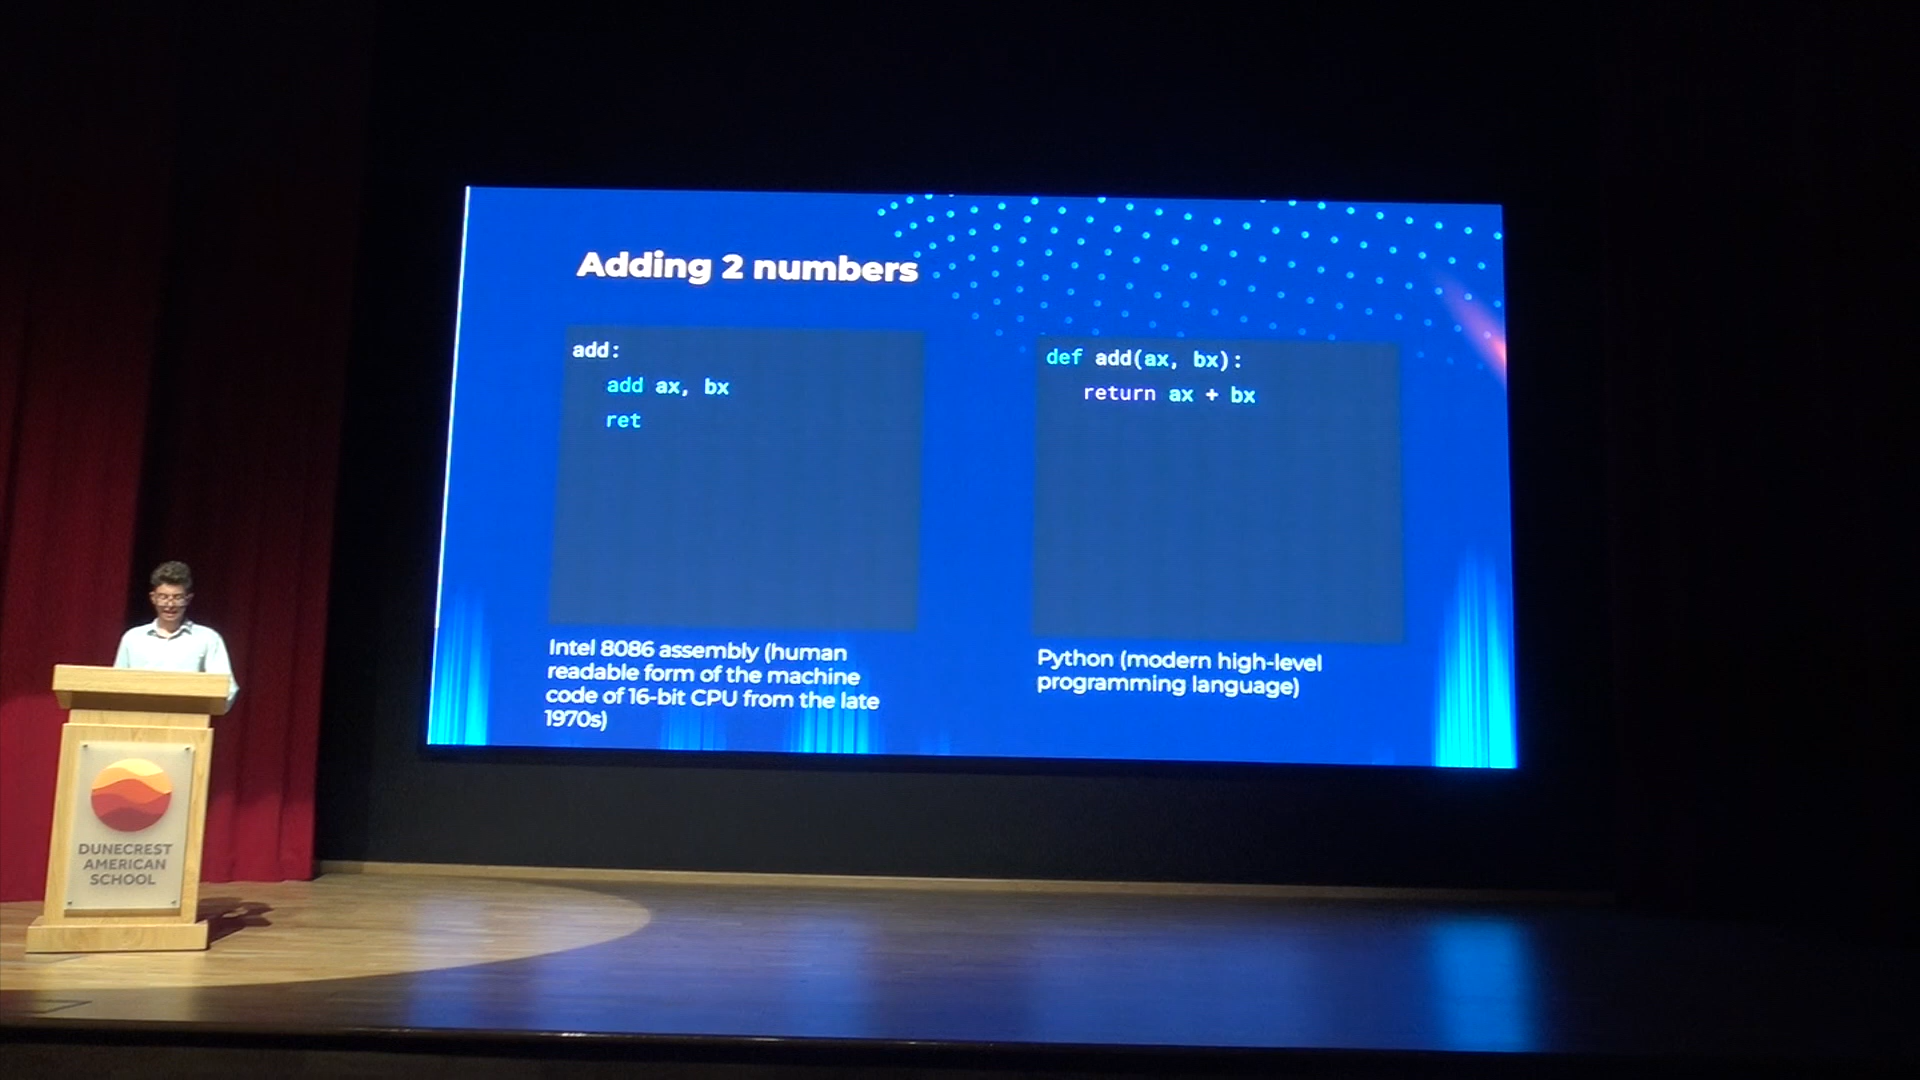 Adding 2 numbers
add:
add ax, bx
ret
Intel 8086 assembly (human
readable form of the machine
code of 16-bit CPU from the late
1970s)
def add(ax, bx):
return ax + bx
Python (modern high-level
programming language)
DUNECREST
AMERICAN
SCHOOL